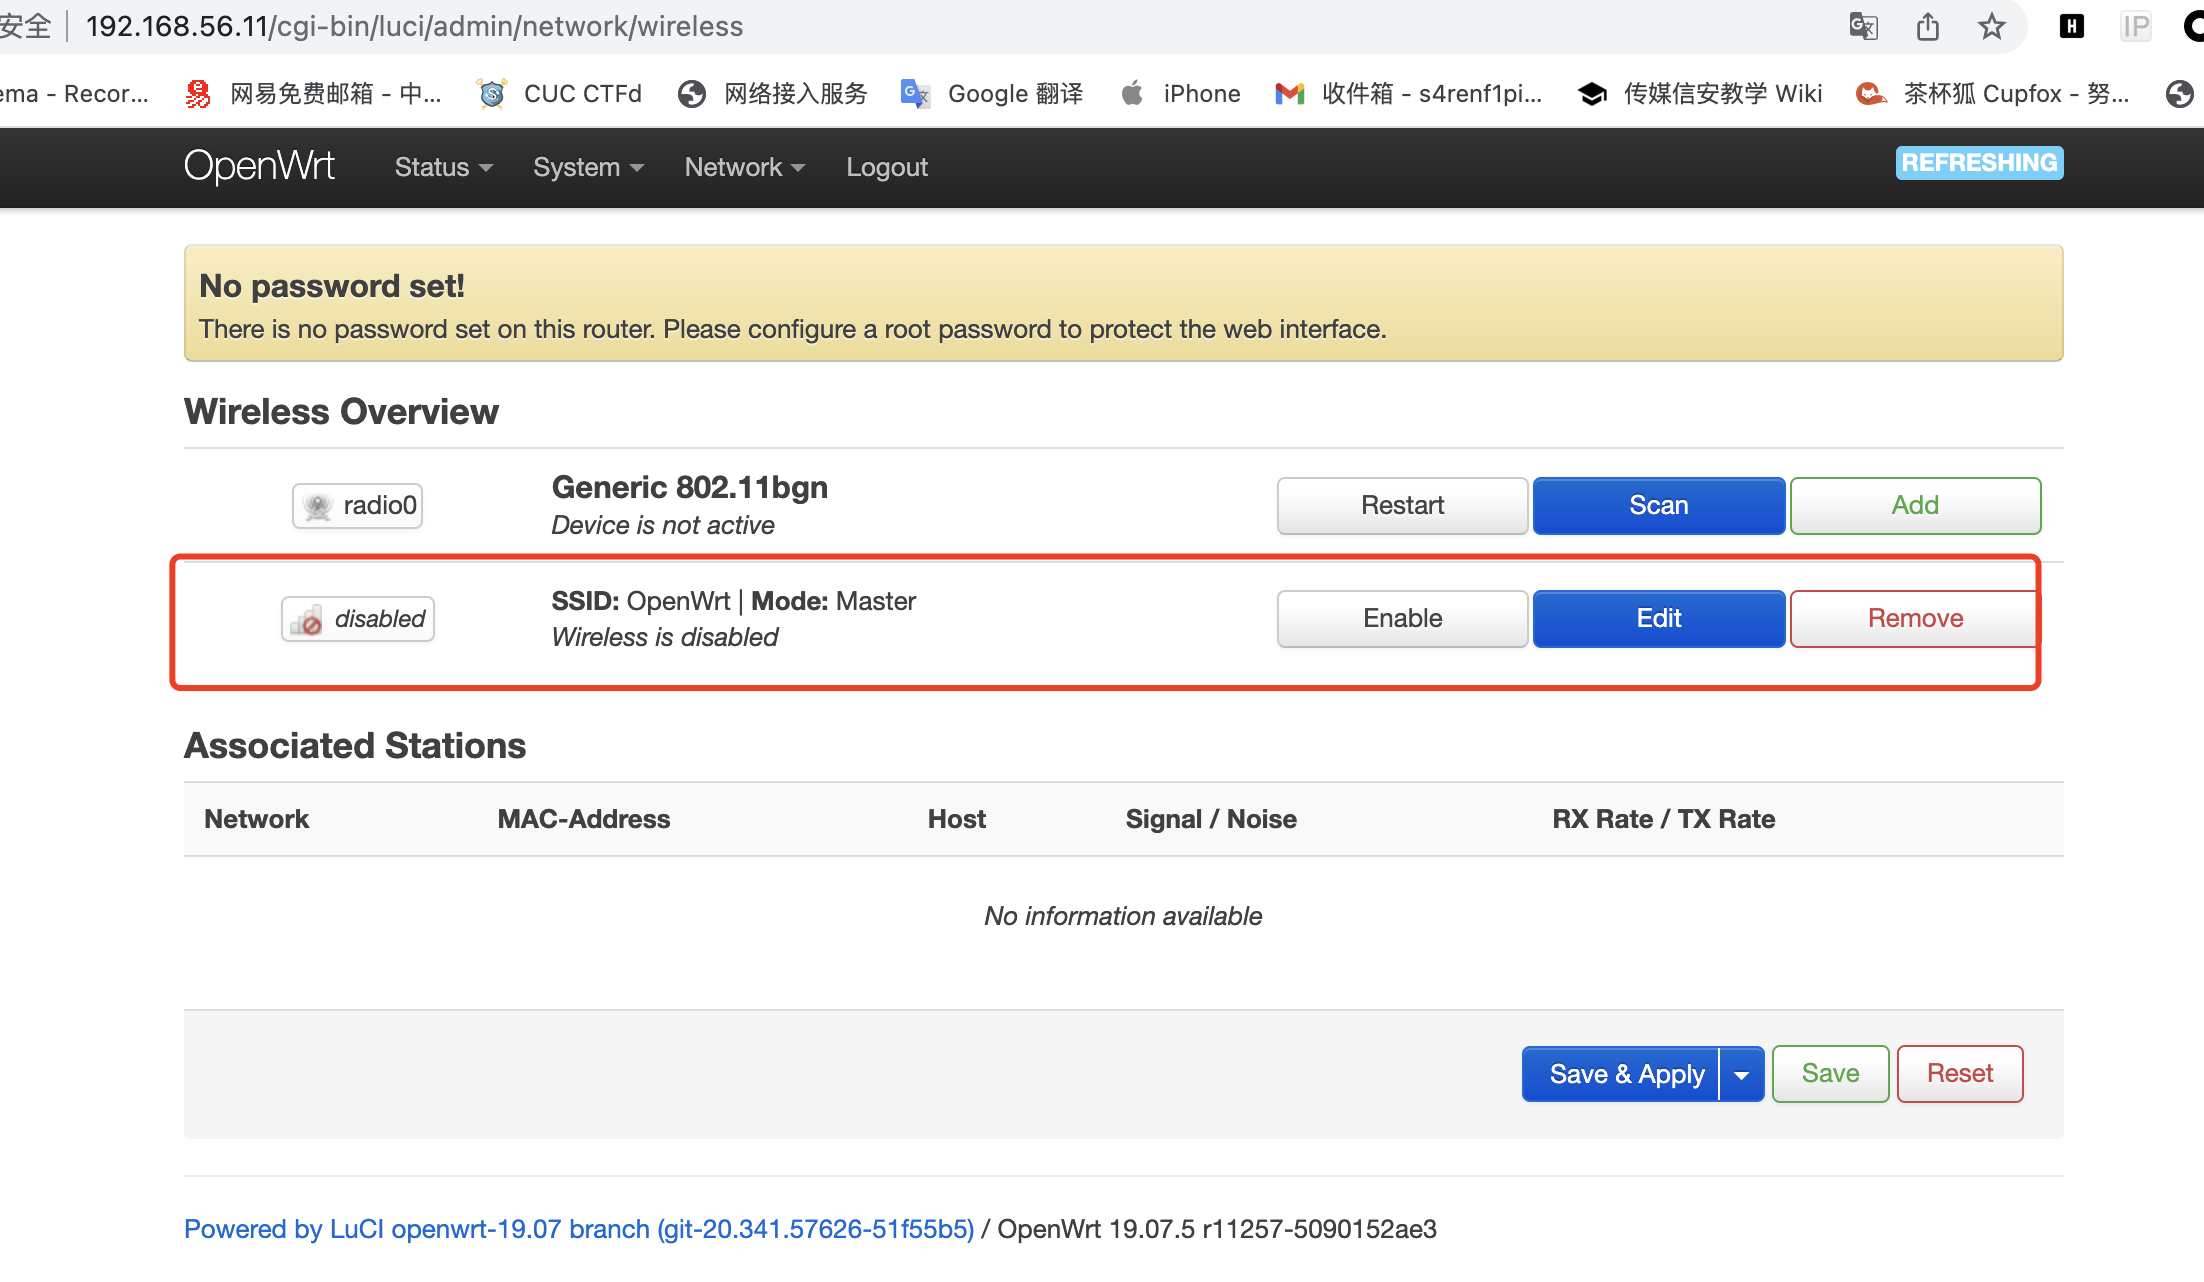 安全 | 192.168.56.11/cgi-bin/luci/admin/network/wireless
ema - Recor... 网易免费邮箱 - 中... CUC CTFd 网络接入服务 Google 翻译 iPhone 收件箱 - s4renf1pi... 传媒信安教学 Wiki 茶杯狐 Cupfox - 努...
OpenWrt Status System Network Logout REFRESHING
No password set!
There is no password set on this router. Please configure a root password to protect the web interface.
Wireless Overview
radio0 Generic 802.11bgn Restart Scan Add
Device is not active
disabled SSID: OpenWrt | Mode: Master Enable Edit Remove
Wireless is disabled
Associated Stations
Network MAC-Address Host Signal / Noise RX Rate / TX Rate
No information available
Save & Apply Save Reset
Powered by LuCI openwrt-19.07 branch (git-20.341.57626-51f55b5) / OpenWrt 19.07.5 r11257-5090152ae3